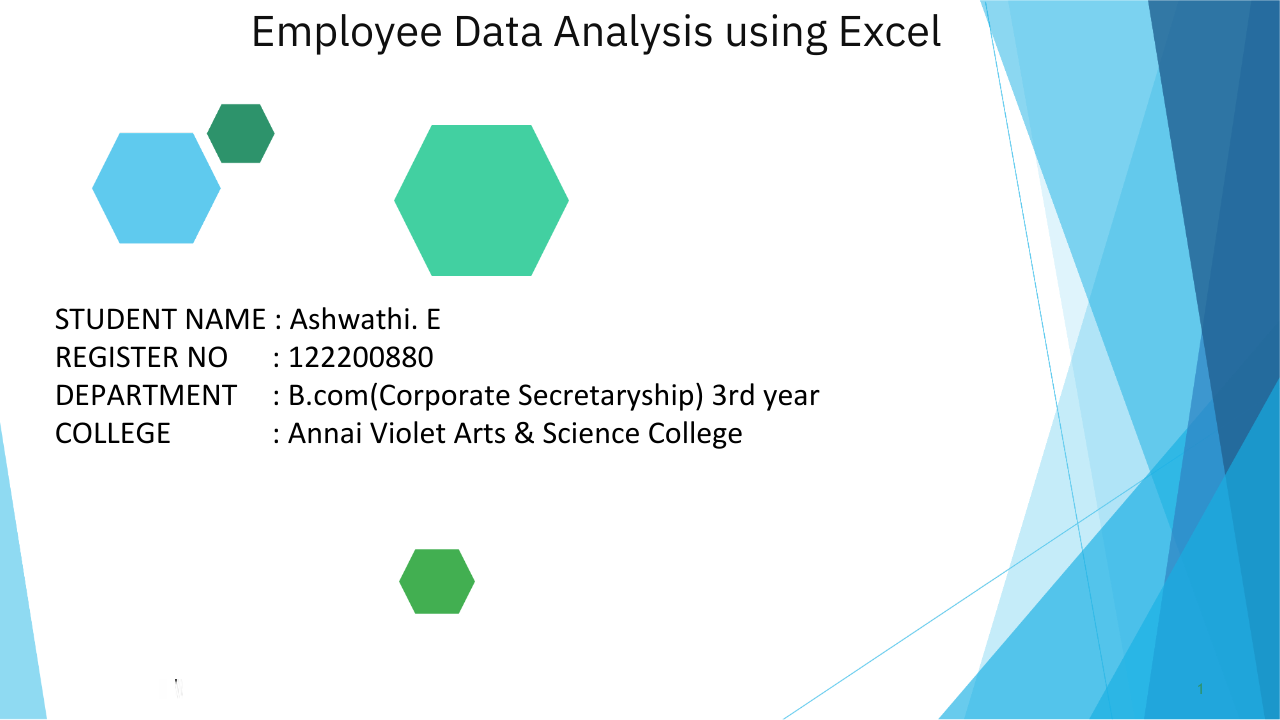 Employee Data Analysis using Excel
STUDENT NAME : Ashwathi. E
REGISTER NO : 122200880
DEPARTMENT : B.com(Corporate Secretaryship) 3rd year
COLLEGE : Annai Violet Arts & Science College
1